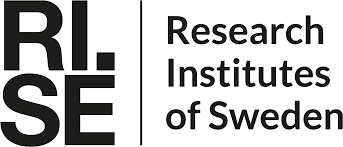 RI.
SE
Research
Institutes
of Sweden